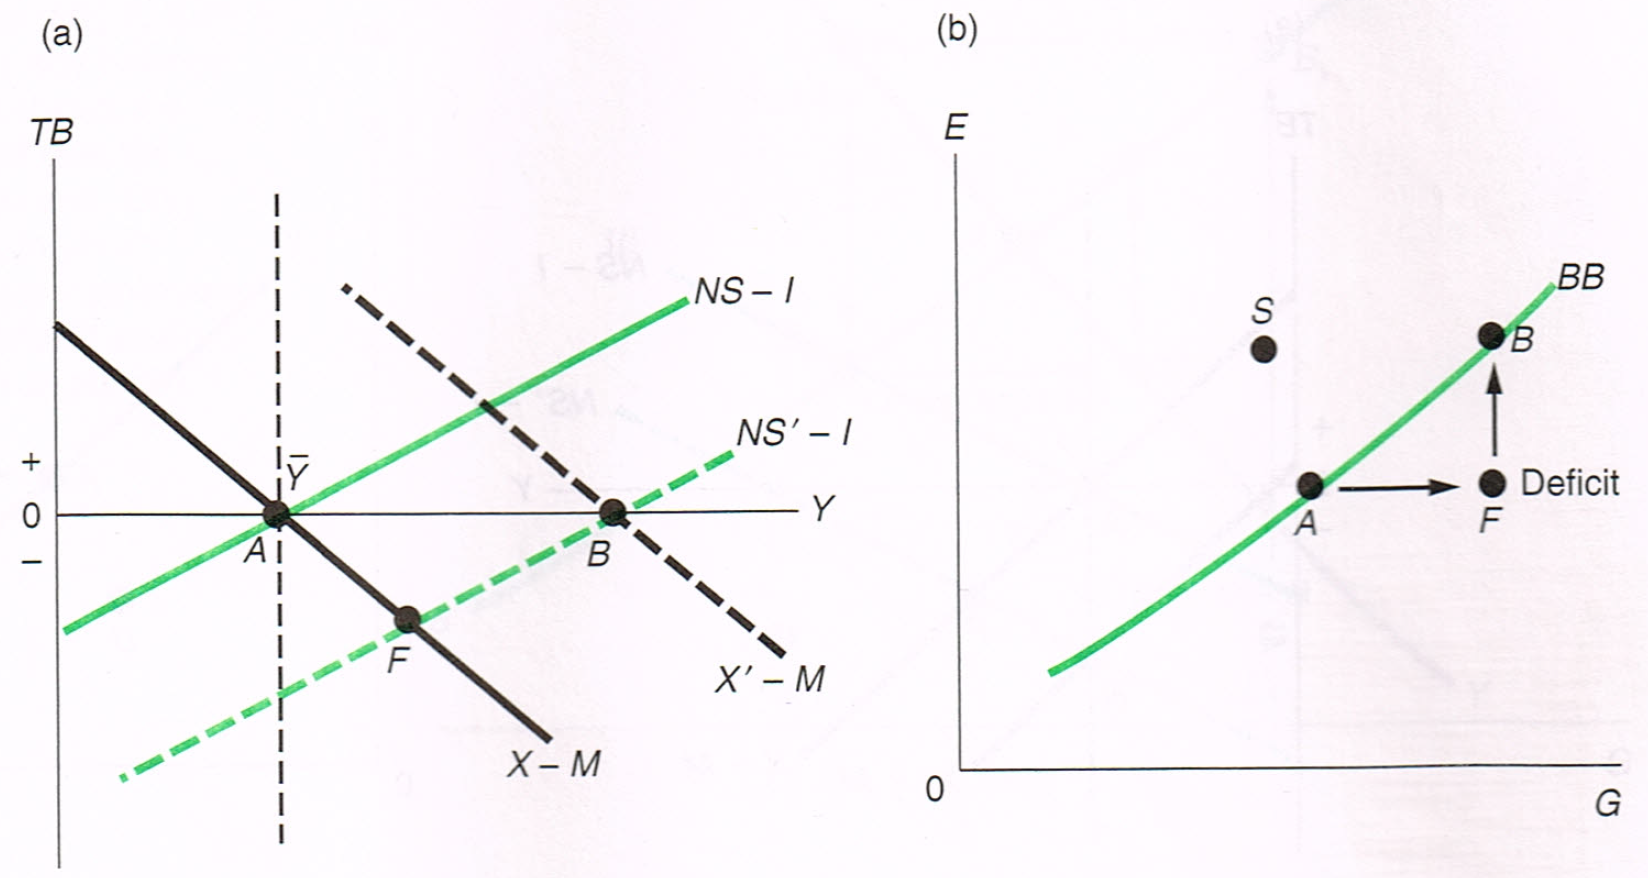 (a)
TB
NS – I
NS′ – I
+
Ȳ
0
Y
–
A
B
F
X′ – M
X – M
(b)
E
BB
S
B
Deficit
A
F
0
G